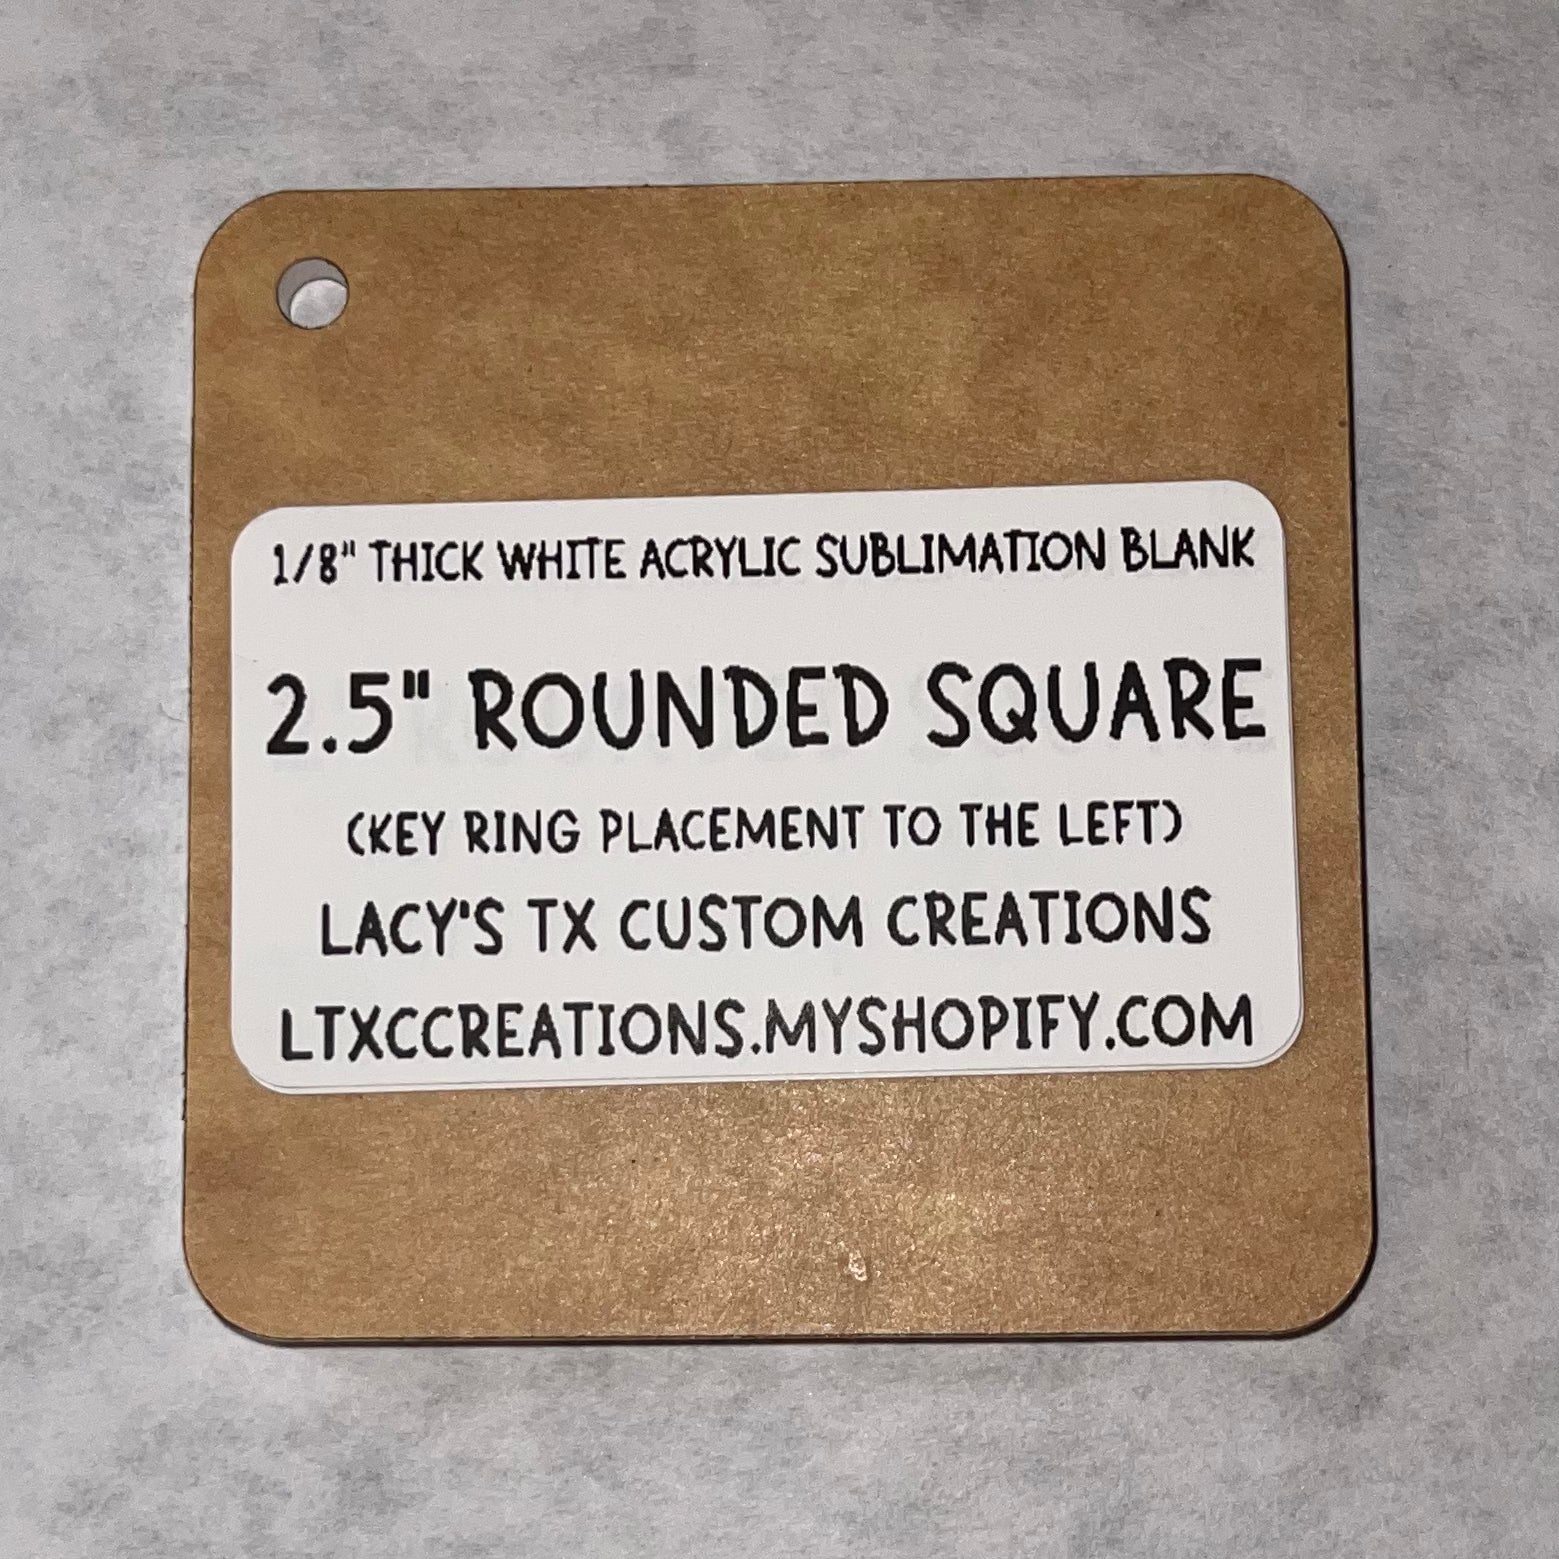 1/8" THICK WHITE ACRYLIC SUBLIMATION BLANK
2.5" ROUNDED SQUARE
(KEY RING PLACEMENT TO THE LEFT)
LACY'S TX CUSTOM CREATIONS
LTXCCREATIONS.MYSHOPIFY.COM